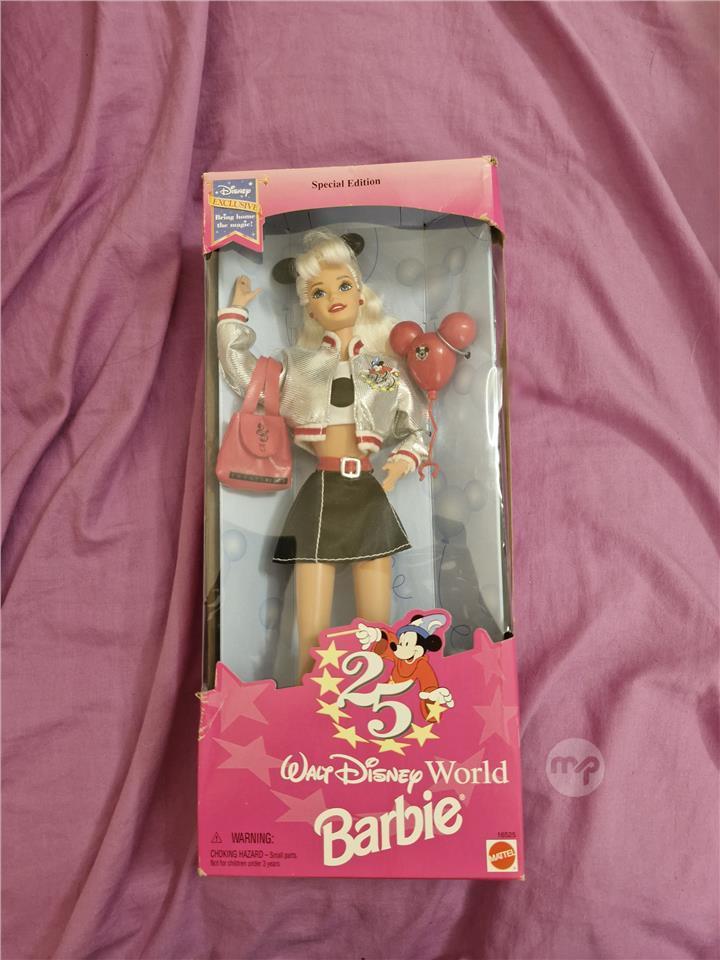 Special Edition
Disney
EXCLUSIVE
Bring home
the magic!
25
WALT DISNEY World
Barbie®
16525
WARNING:
CHOKING HAZARD – Small parts.
Not for children under 3 years.
MATTEL
mp